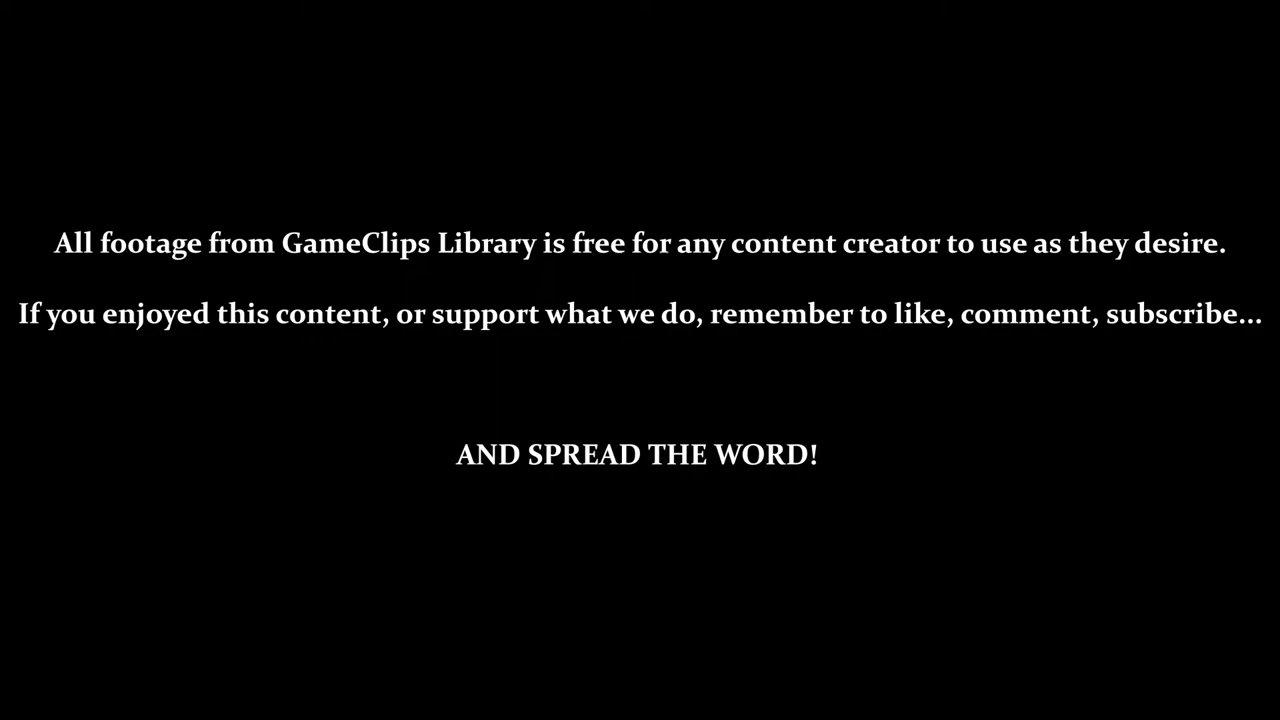 All footage from GameClips Library is free for any content creator to use as they desire.
If you enjoyed this content, or support what we do, remember to like, comment, subscribe...
AND SPREAD THE WORD!